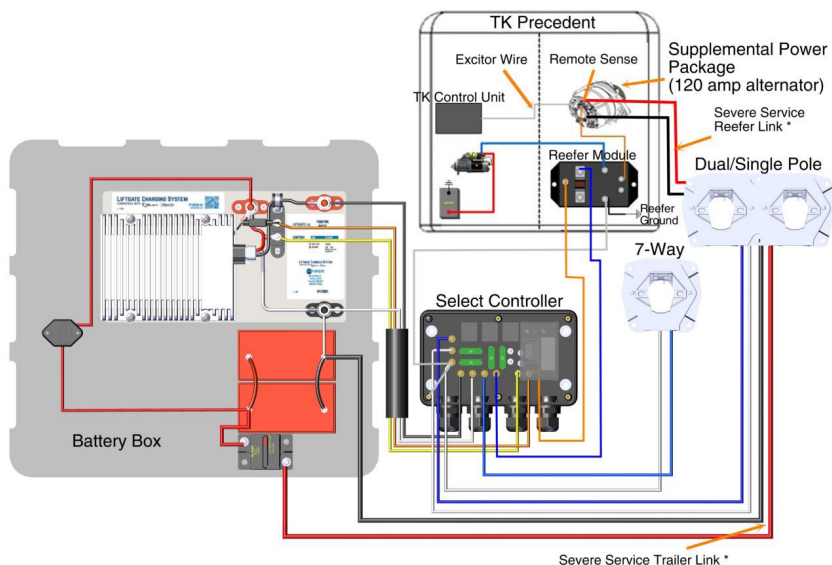 TK Precedent
Excitor Wire
Remote Sense
Supplemental Power
Package
(120 amp alternator)
TK Control Unit
Severe Service
Reefer Link *
Dual/Single Pole
Reefer Module
Reefer
Ground
7-Way
Select Controller
LIFTGATE CHARGING SYSTEM
Battery Box
Severe Service Trailer Link *